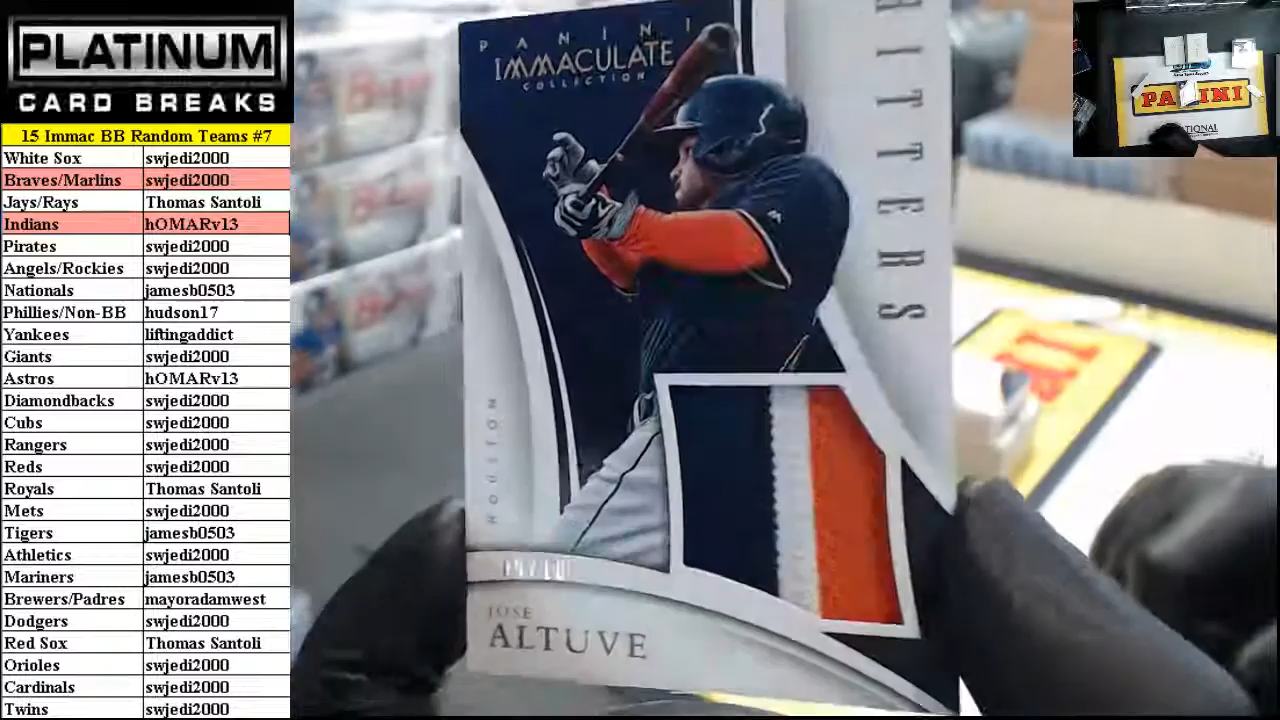 PLATINUM
CARD BREAKS
15 Immac BB Random Teams #7
White Sox swjedi2000
Braves/Marlins swjedi2000
Jays/Rays Thomas Santoli
Indians hOMARv13
Pirates swjedi2000
Angels/Rockies swjedi2000
Nationals jamesb0503
Phillies/Non-BB hudson17
Yankees liftingaddict
Giants swjedi2000
Astros hOMARv13
Diamondbacks swjedi2000
Cubs swjedi2000
Rangers swjedi2000
Reds swjedi2000
Royals Thomas Santoli
Mets swjedi2000
Tigers jamesb0503
Athletics swjedi2000
Mariners jamesb0503
Brewers/Padres mayoradamwest
Dodgers swjedi2000
Red Sox Thomas Santoli
Orioles swjedi2000
Cardinals swjedi2000
Twins swjedi2000
PANINI
IMMACULATE
COLLECTION
HITTERS
HOUSTON
JOSE
ALTUVE
PANINI